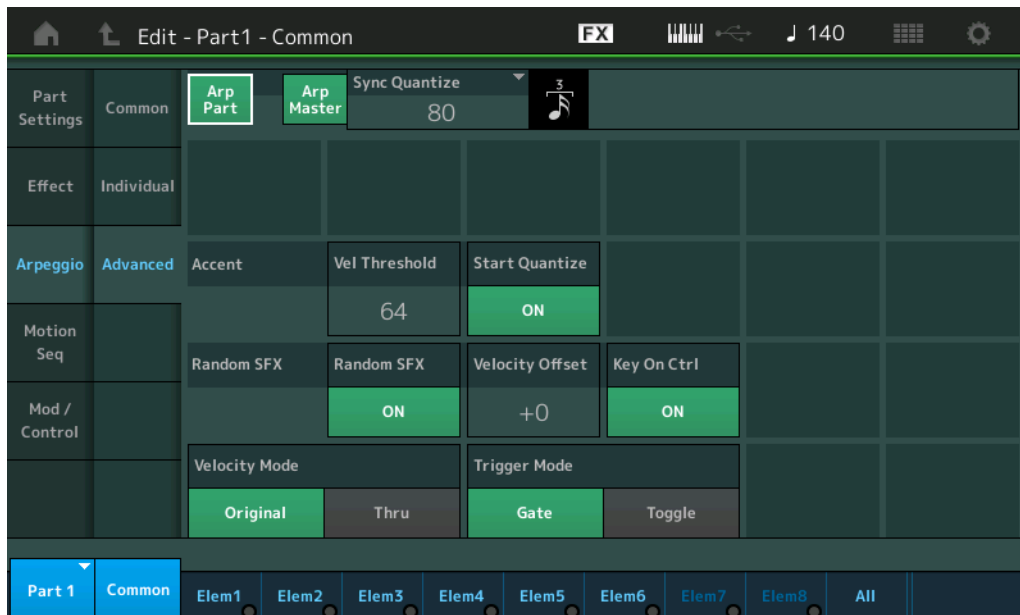 Edit - Part1 - Common
FX
♩ 140
Part
Settings
Common
Arp
Part
Arp
Master
Sync Quantize
80
3
Effect
Individual
Arpeggio
Advanced
Accent
Vel Threshold
Start Quantize
64
ON
Motion
Seq
Random SFX
Random SFX
Velocity Offset
Key On Ctrl
ON
+0
ON
Mod /
Control
Velocity Mode
Trigger Mode
Original
Thru
Gate
Toggle
Part 1
Common
Elem1
Elem2
Elem3
Elem4
Elem5
Elem6
Elem7
Elem8
All